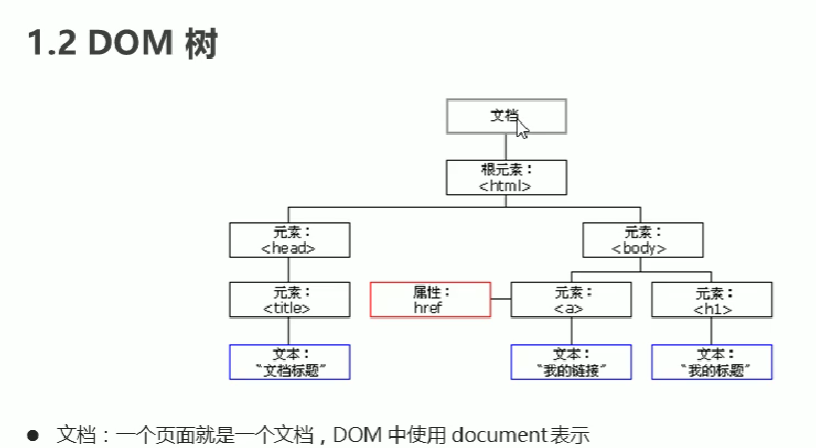 1.2 DOM 树
文档
根元素：
<html>
元素：
<head>
元素：
<body>
元素：
<title>
属性：
href
元素：
<a>
元素：
<h1>
文本：
“文档标题”
文本：
“我的链接”
文本：
“我的标题”
● 文档：一个页面就是一个文档，DOM 中使用 document 表示